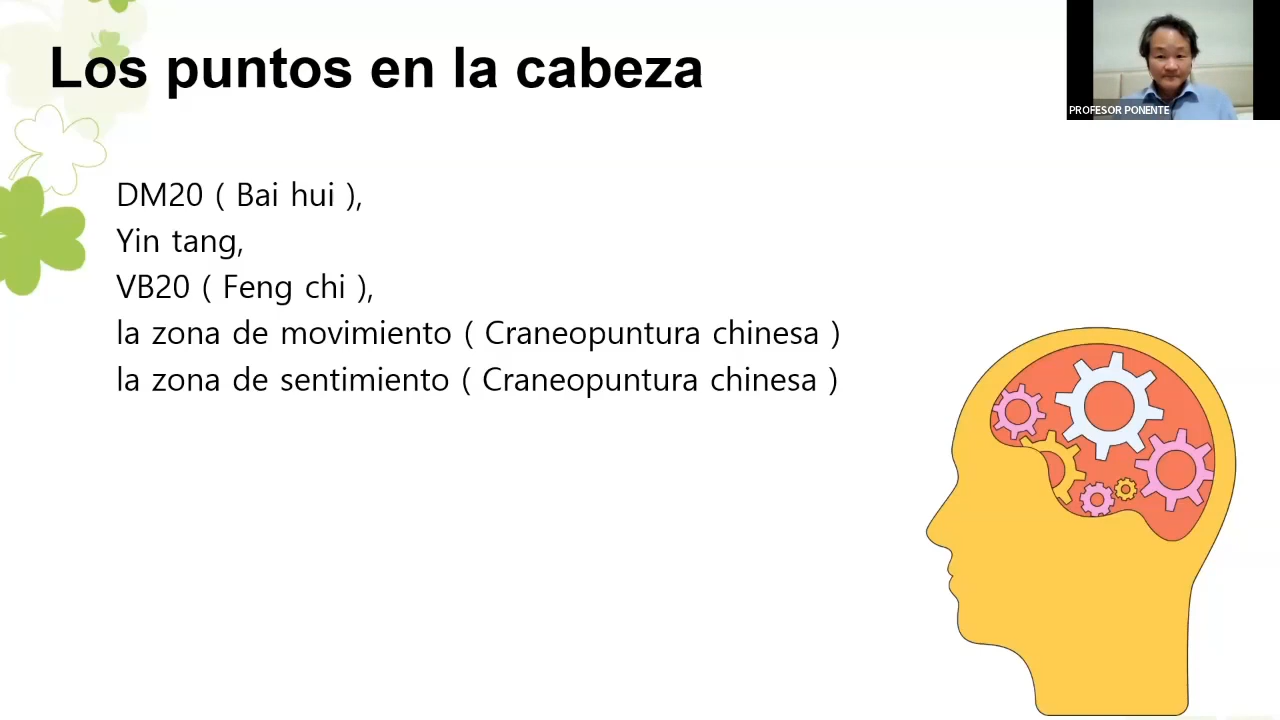 Los puntos en la cabeza
PROFESOR PONENTE
DM20 ( Bai hui ),
Yin tang,
VB20 ( Feng chi ),
la zona de movimiento ( Craneopuntura chinesa )
la zona de sentimiento ( Craneopuntura chinesa )